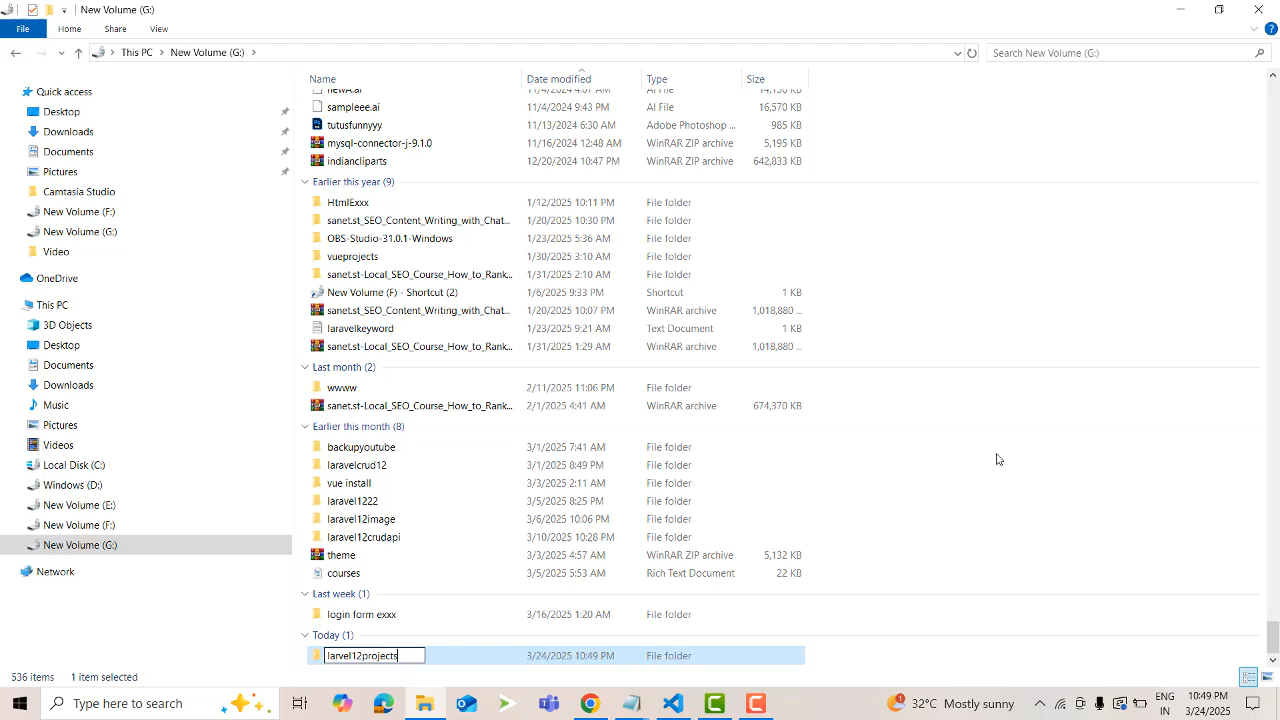 New Volume (G:)
File Home Share View
This PC New Volume (G:) Search New Volume (G:)
Name Date modified Type Size
Quick access
Desktop
Downloads
Documents
Pictures
Camtasia Studio
New Volume (F:)
New Volume (G:)
Video
OneDrive
This PC
3D Objects
Desktop
Documents
Downloads
Music
Pictures
Videos
Local Disk (C:)
Windows (D:)
New Volume (E:)
New Volume (F:)
New Volume (G:)
Network
sampleee.ai 11/4/2024 9:43 PM AI File 16,570 KB
tutusfunnyyy 11/13/2024 6:30 AM Adobe Photoshop ... 985 KB
mysql-connector-j-9.1.0 11/16/2024 12:48 AM WinRAR ZIP archive 5,195 KB
indiancliparts 12/20/2024 10:47 PM WinRAR ZIP archive 642,833 KB
Earlier this year (9)
HtmlExxx 1/12/2025 10:11 PM File folder
sanet.st_SEO_Content_Writing_with_Chat... 1/20/2025 10:30 PM File folder
OBS-Studio-31.0.1-Windows 1/23/2025 5:36 AM File folder
vueprojects 1/30/2025 3:10 AM File folder
sanet.st-Local_SEO_Course_How_to_Rank... 1/31/2025 2:10 AM File folder
New Volume (F) - Shortcut (2) 1/6/2025 9:33 PM Shortcut 1 KB
sanet.st_SEO_Content_Writing_with_Chat... 1/20/2025 10:07 PM WinRAR archive 1,018,880 ...
laravelkeyword 1/23/2025 9:21 AM Text Document 1 KB
sanet.st-Local_SEO_Course_How_to_Rank... 1/31/2025 1:29 AM WinRAR archive 1,018,880 ...
Last month (2)
wwww 2/11/2025 11:06 PM File folder
sanet.st-Local_SEO_Course_How_to_Rank... 2/1/2025 4:41 AM WinRAR archive 674,370 KB
Earlier this month (8)
backupyoutube 3/1/2025 7:41 AM File folder
laravelcrud12 3/1/2025 8:49 PM File folder
vue install 3/3/2025 2:11 AM File folder
laravel1222 3/5/2025 8:25 PM File folder
laravel12image 3/6/2025 10:06 PM File folder
laravel12crudapi 3/10/2025 10:28 PM File folder
theme 3/3/2025 4:57 AM WinRAR ZIP archive 5,132 KB
courses 3/5/2025 5:53 AM Rich Text Document 22 KB
Last week (1)
login form exxx 3/16/2025 1:20 AM File folder
Today (1)
larvel12projects 3/24/2025 10:49 PM File folder
536 items 1 item selected
Type here to search 32°C Mostly sunny ENG IN 10:49 PM 3/24/2025